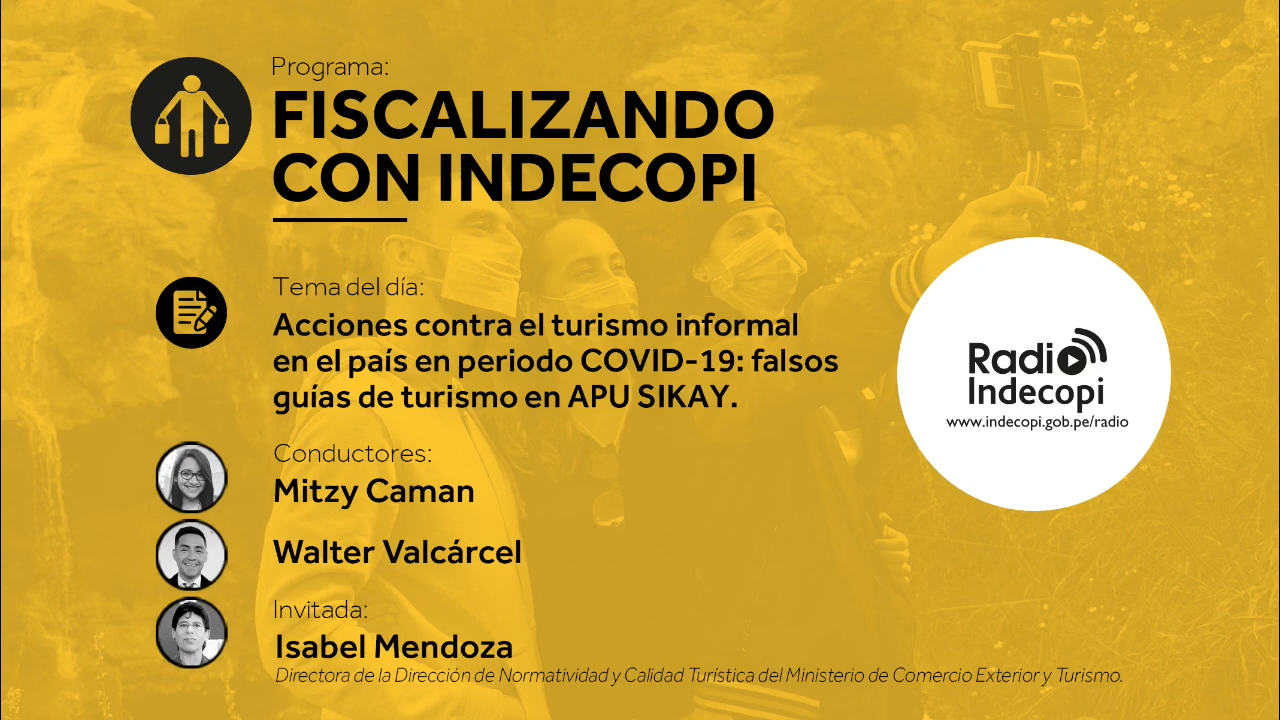 Programa:
FISCALIZANDO
CON INDECOPI
Tema del día:
Acciones contra el turismo informal
en el país en periodo COVID-19: falsos
guías de turismo en APU SIKAY.
Conductores:
Mitzy Caman
Walter Valcárcel
Invitada:
Isabel Mendoza
Directora de la Dirección de Normatividad y Calidad Turística del Ministerio de Comercio Exterior y Turismo.
Radio
Indecopi
www.indecopi.gob.pe/radio